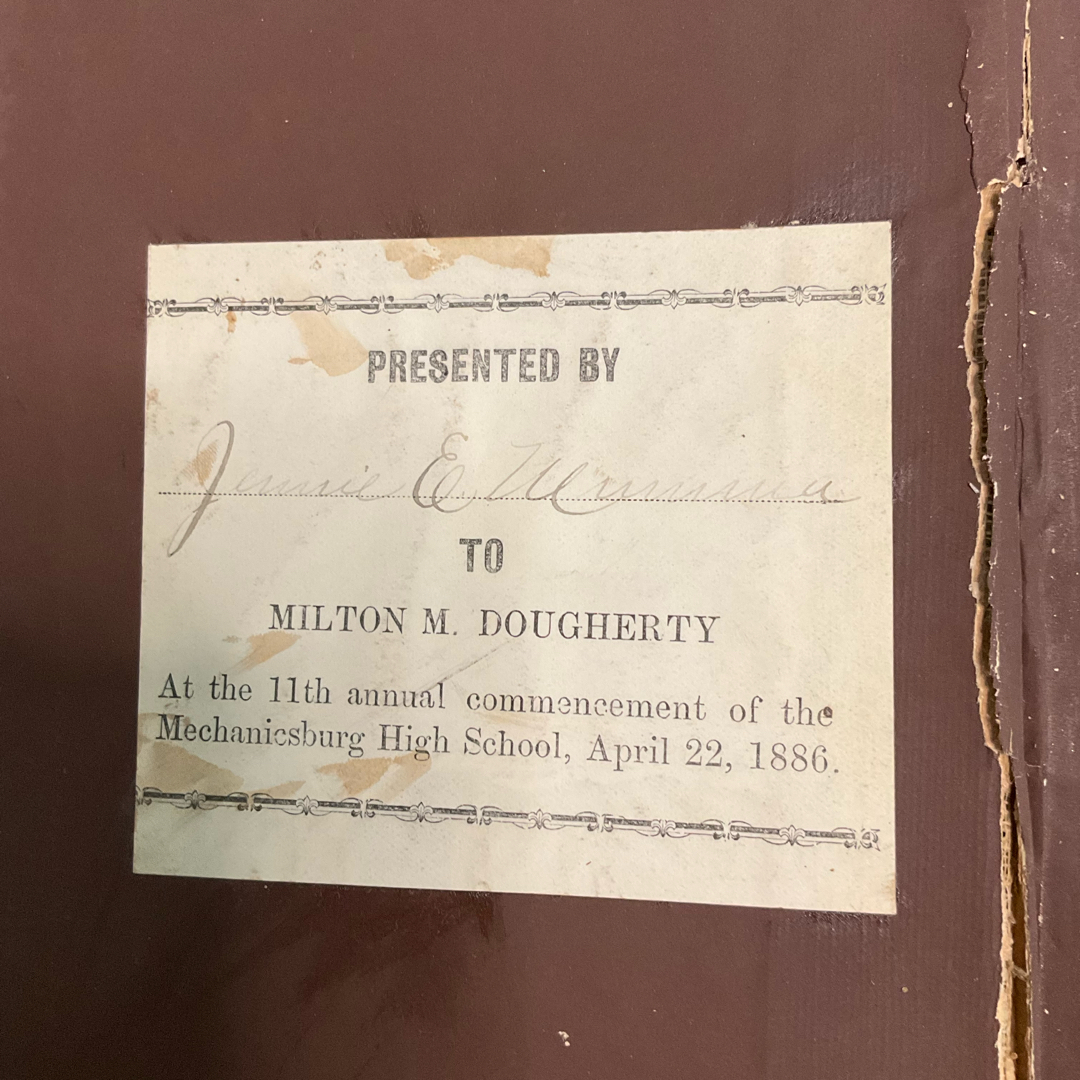 PRESENTED BY
Jennie E.
TO
MILTON M. DOUGHERTY
At the 11th annual commencement of the
Mechanicsburg High School, April 22, 1886.